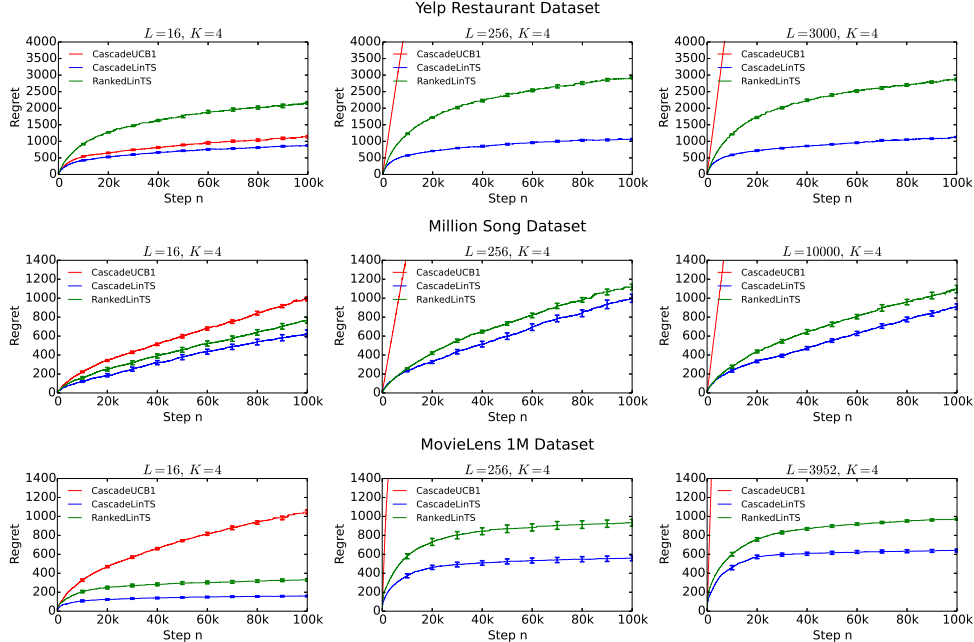 Yelp Restaurant Dataset
L=16, K=4
L=256, K=4
L=3000, K=4
4000
3500
3000
2500
2000
1500
1000
500
0
Regret
CascadeUCB1
CascadeLinTS
RankedLinTS
0 20k 40k 60k 80k 100k
Step n
4000
3500
3000
2500
2000
1500
1000
500
0
Regret
CascadeUCB1
CascadeLinTS
RankedLinTS
0 20k 40k 60k 80k 100k
Step n
4000
3500
3000
2500
2000
1500
1000
500
0
Regret
CascadeUCB1
CascadeLinTS
RankedLinTS
0 20k 40k 60k 80k 100k
Step n
Million Song Dataset
L=16, K=4
L=256, K=4
L=10000, K=4
1400
1200
1000
800
600
400
200
0
Regret
CascadeUCB1
CascadeLinTS
RankedLinTS
0 20k 40k 60k 80k 100k
Step n
1400
1200
1000
800
600
400
200
0
Regret
CascadeUCB1
CascadeLinTS
RankedLinTS
0 20k 40k 60k 80k 100k
Step n
1400
1200
1000
800
600
400
200
0
Regret
CascadeUCB1
CascadeLinTS
RankedLinTS
0 20k 40k 60k 80k 100k
Step n
MovieLens 1M Dataset
L=16, K=4
L=256, K=4
L=3952, K=4
1400
1200
1000
800
600
400
200
0
Regret
CascadeUCB1
CascadeLinTS
RankedLinTS
0 20k 40k 60k 80k 100k
Step n
1400
1200
1000
800
600
400
200
0
Regret
CascadeUCB1
CascadeLinTS
RankedLinTS
0 20k 40k 60k 80k 100k
Step n
1400
1200
1000
800
600
400
200
0
Regret
CascadeUCB1
CascadeLinTS
RankedLinTS
0 20k 40k 60k 80k 100k
Step n